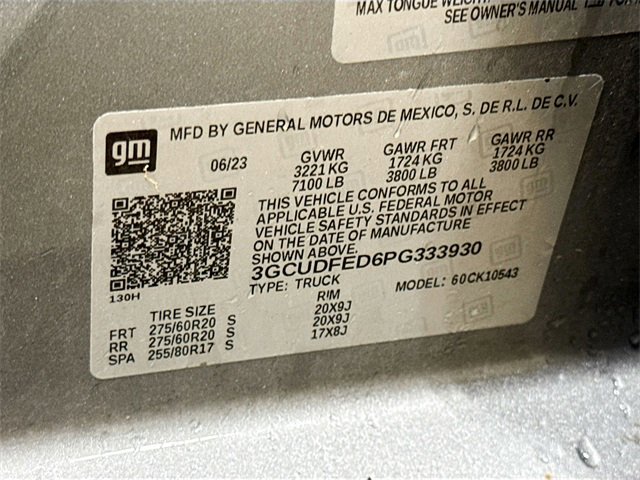 MAX TONGUE WEIGHT
SEE OWNER'S MANUAL FOR
gm
MFD BY GENERAL MOTORS DE MEXICO, S. DE R.L. DE C.V.
06/23 GVWR GAWR FRT GAWR RR
3221 KG 1724 KG 1724 KG
7100 LB 3800 LB 3800 LB
THIS VEHICLE CONFORMS TO ALL
APPLICABLE U.S. FEDERAL MOTOR
VEHICLE SAFETY STANDARDS IN EFFECT
ON THE DATE OF MANUFACTURE
SHOWN ABOVE.
3GCUDFED6PG333930
TYPE: TRUCK MODEL: 60CK10543
130H
TIRE SIZE RIM
FRT 275/60R20 S 20X9J
RR 275/60R20 S 20X9J
SPA 255/80R17 S 17X8J